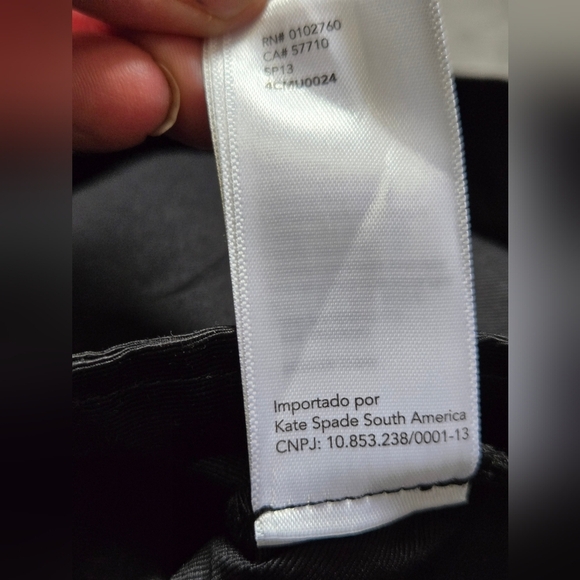 RN# 0102760
CA# 57710
SP13
4CMU0024
Importado por
Kate Spade South America
CNPJ: 10.853.238/0001-13